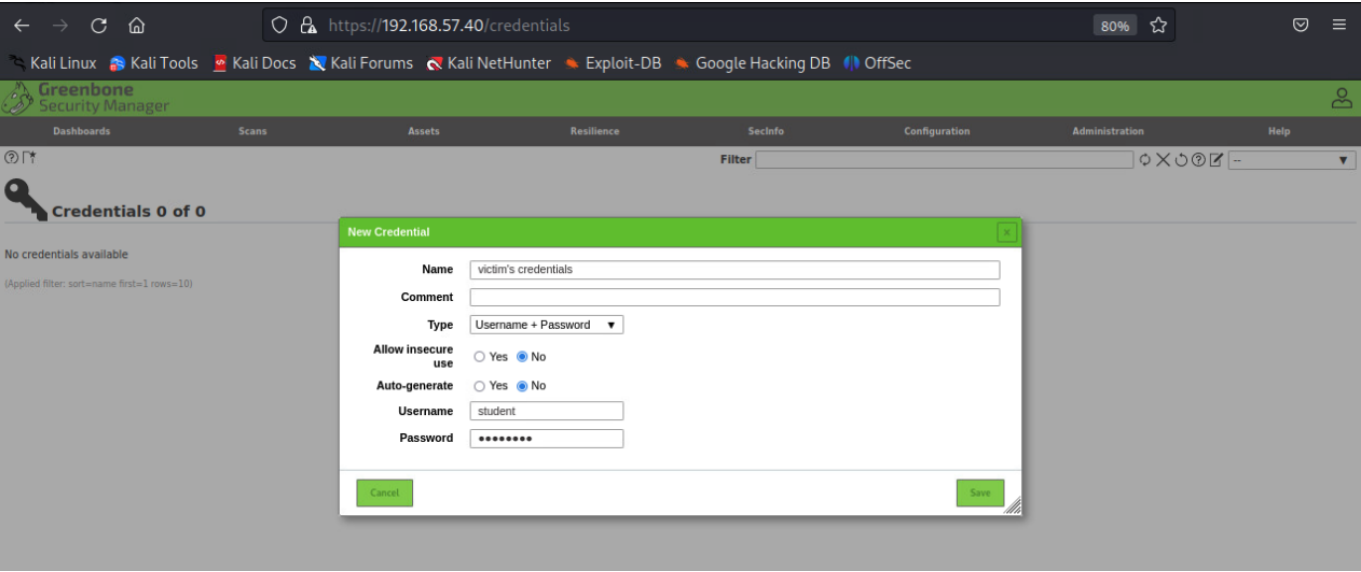 https://192.168.57.40/credentials 80%
Kali Linux Kali Tools Kali Docs Kali Forums Kali NetHunter Exploit-DB Google Hacking DB OffSec
Greenbone
Security Manager
Dashboards Scans Assets Resilience SecInfo Configuration Administration Help
Filter --
Credentials 0 of 0
No credentials available
(Applied filter: sort=name first=1 rows=10)
New Credential
Name victim's credentials
Comment
Type Username + Password
Allow insecure
use Yes No
Auto-generate Yes No
Username student
Password ••••••••
Cancel Save